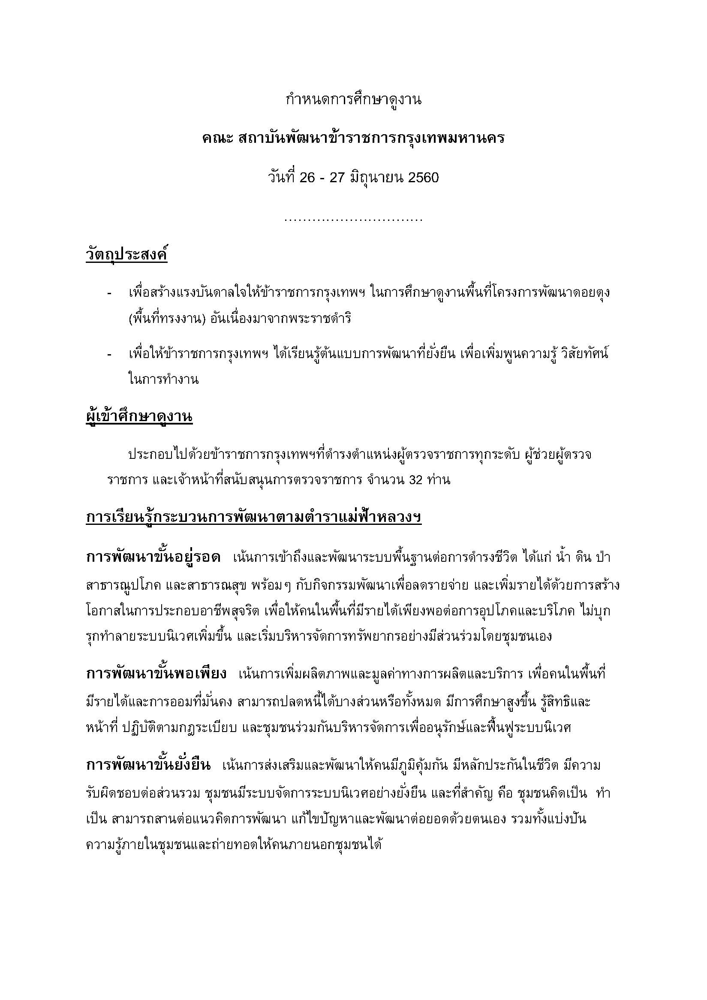 กำหนดการศึกษาดูงาน
คณะ สถาบันพัฒนาข้าราชการกรุงเทพมหานคร
วันที่ 26 - 27 มิถุนายน 2560
..............................
วัตถุประสงค์
- เพื่อสร้างแรงบันดาลใจให้ข้าราชการกรุงเทพฯ ในการศึกษาดูงานพื้นที่โครงการพัฒนาดอยตุง
(พื้นที่ทรงงาน) อันเนื่องมาจากพระราชดำริ
- เพื่อให้ข้าราชการกรุงเทพฯ ได้เรียนรู้ต้นแบบการพัฒนาที่ยั่งยืน เพื่อเพิ่มพูนความรู้ วิสัยทัศน์
ในการทำงาน
ผู้เข้าศึกษาดูงาน
ประกอบไปด้วยข้าราชการกรุงเทพฯที่ดำรงตำแหน่งผู้ตรวจราชการทุกระดับ ผู้ช่วยผู้ตรวจ
ราชการ และเจ้าหน้าที่สนับสนุนการตรวจราชการ จำนวน 32 ท่าน
การเรียนรู้กระบวนการพัฒนาตามตำราแม่ฟ้าหลวงฯ
การพัฒนาขั้นอยู่รอด เน้นการเข้าถึงและพัฒนาระบบพื้นฐานต่อการดำรงชีวิต ได้แก่ น้ำ ดิน ป่า
สาธารณูปโภค และสาธารณสุข พร้อมๆ กับกิจกรรมพัฒนาเพื่อลดรายจ่าย และเพิ่มรายได้ด้วยการสร้าง
โอกาสในการประกอบอาชีพสุจริต เพื่อให้คนในพื้นที่มีรายได้เพียงพอต่อการอุปโภคและบริโภค ไม่บุก
รุกทำลายระบบนิเวศเพิ่มขึ้น และเริ่มบริหารจัดการทรัพยากรอย่างมีส่วนร่วมโดยชุมชนเอง
การพัฒนาขั้นพอเพียง เน้นการเพิ่มผลิตภาพและมูลค่าทางการผลิตและบริการ เพื่อคนในพื้นที่
มีรายได้และการออมที่มั่นคง สามารถปลดหนี้ได้บางส่วนหรือทั้งหมด มีการศึกษาสูงขึ้น รู้สิทธิและ
หน้าที่ ปฏิบัติตามกฎระเบียบ และชุมชนร่วมกันบริหารจัดการเพื่ออนุรักษ์และฟื้นฟูระบบนิเวศ
การพัฒนาขั้นยั่งยืน เน้นการส่งเสริมและพัฒนาให้คนมีภูมิคุ้มกัน มีหลักประกันในชีวิต มีความ
รับผิดชอบต่อส่วนรวม ชุมชนมีระบบจัดการระบบนิเวศอย่างยั่งยืน และที่สำคัญ คือ ชุมชนคิดเป็น ทำ
เป็น สามารถสานต่อแนวคิดการพัฒนา แก้ไขปัญหาและพัฒนาต่อยอดด้วยตนเอง รวมทั้งแบ่งปัน
ความรู้ภายในชุมชนและถ่ายทอดให้คนภายนอกชุมชนได้